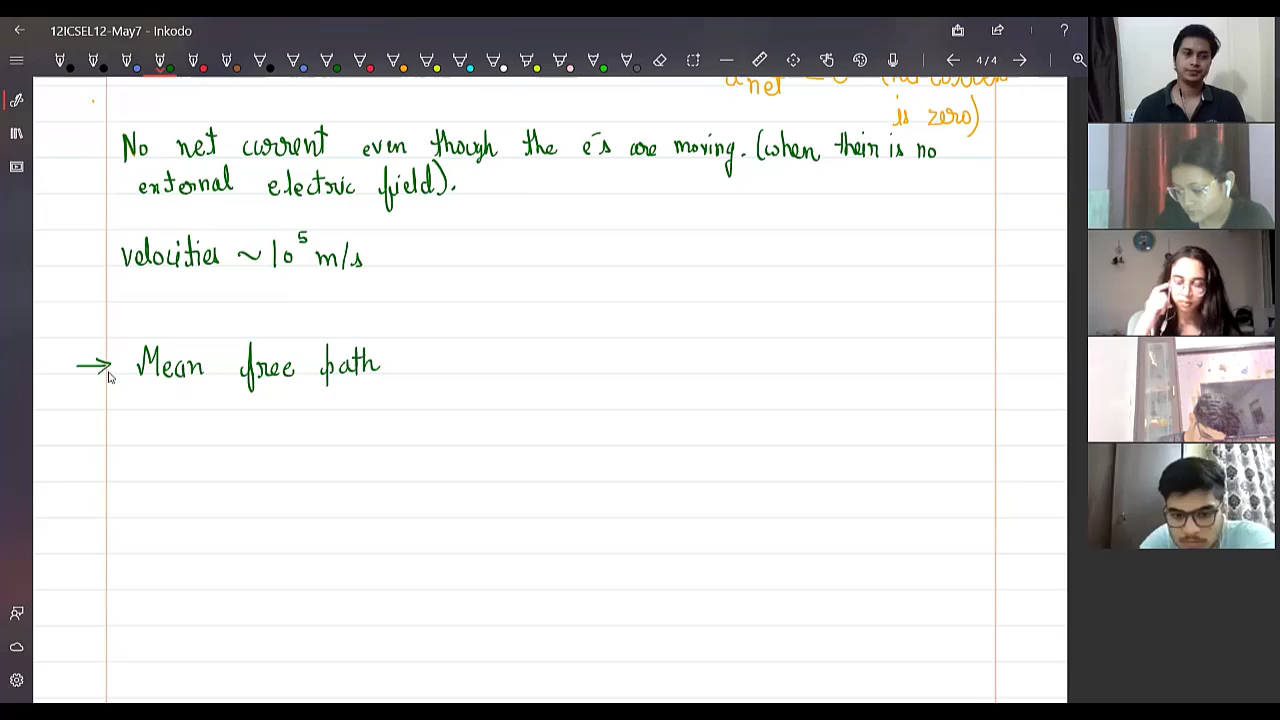 12ICSEL12-May7 - Inkodo
4/4
net
is zero)
No net current even though the e⁻s are moving. (when their is no
external electric field).
velocities ~ 10⁵ m/s
→ Mean free path